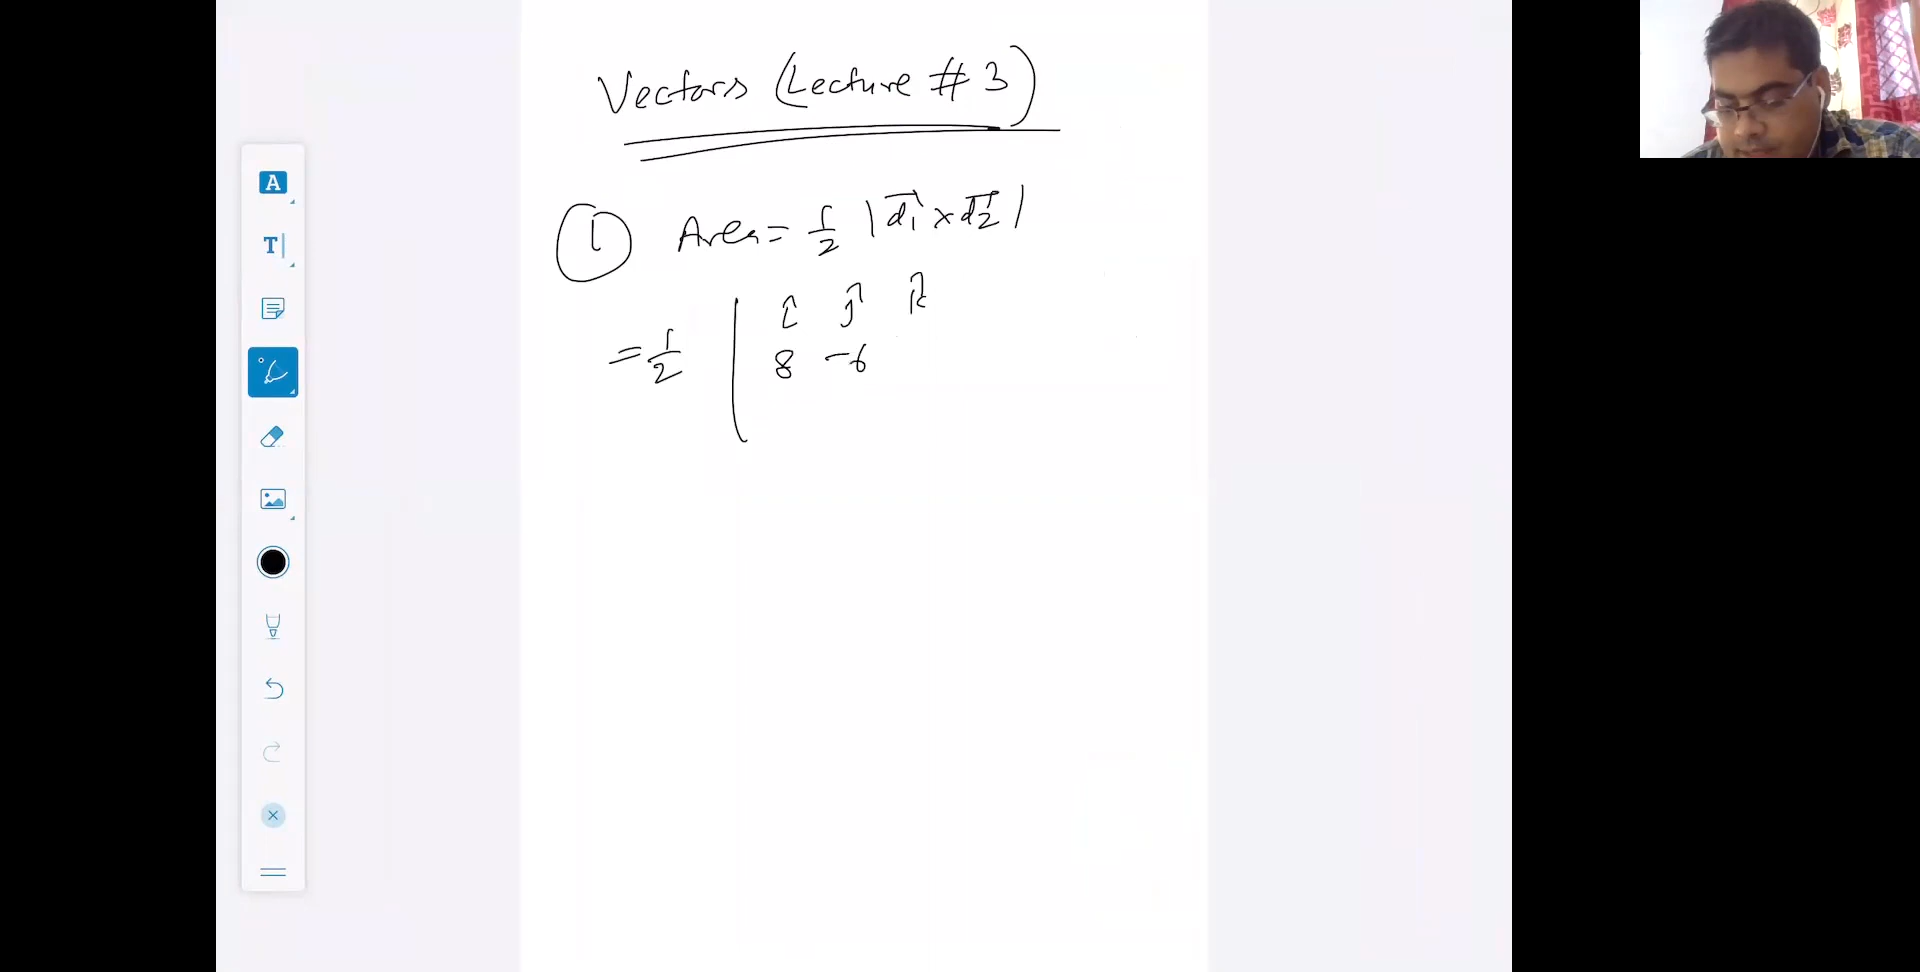 Vectors (Lecture # 3)
① Area = 1/2 |d₁⃗ × d₂⃗|
î ĵ k̂
= 1/2 | 8 -6
A
T